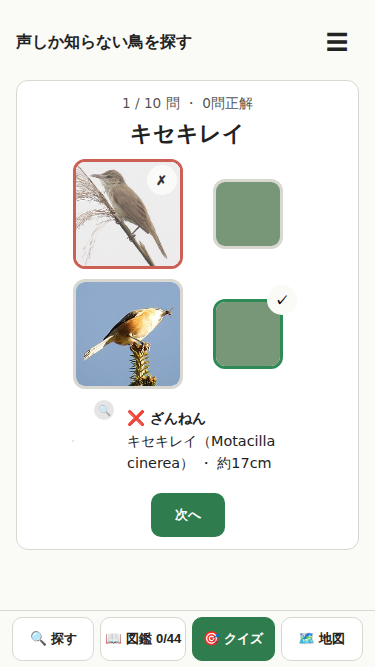 声しか知らない鳥を探す
1 / 10 問 ・ 0問正解
キセキレイ
✗
✓
❌ ざんねん
キセキレイ（Motacilla
cinerea） ・ 約17cm
次へ
🔍 探す
📖 図鑑 0/44
🎯 クイズ
🗺️ 地図